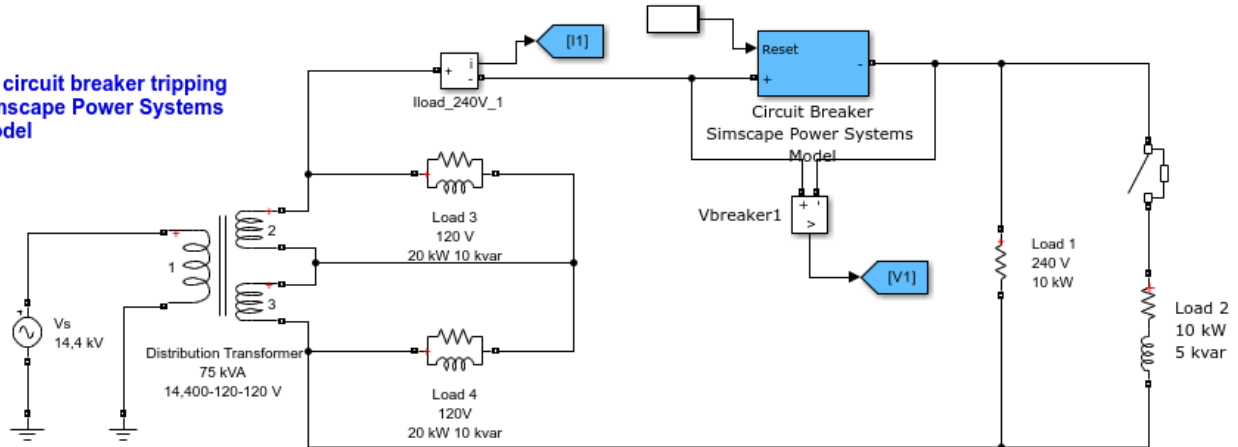 circuit breaker tripping
Power Systems
[I1]
i
+
-
Iload_240V_1
Reset
+
-
Circuit Breaker
Simscape Power Systems
Model
+ -
Vbreaker1
[V1]
Load 3
120 V
20 kW 10 kvar
1
2
3
+
Vs
14,4 kV
Distribution Transformer
75 kVA
14,400-120-120 V
Load 4
120V
20 kW 10 kvar
Load 1
240 V
10 kW
Load 2
10 kW
5 kvar